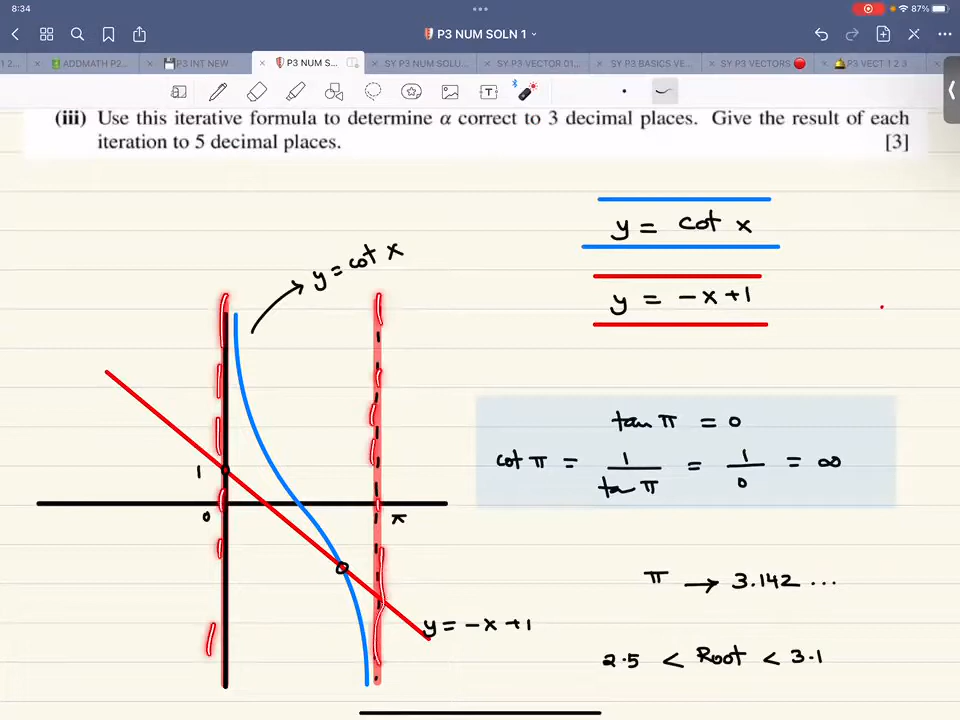 8:34
87%
P3 NUM SOLN 1
1 2...
ADDMATH P2...
P3 INT NEW
P3 NUM S...
SY P3 NUM SOLU...
SY P3 VECTOR 01...
SY P3 BASICS VE...
SY P3 VECTORS
P3 VECT 1 2 3
(iii) Use this iterative formula to determine α correct to 3 decimal places. Give the result of each
iteration to 5 decimal places. [3]
y = cot x
y = cot x
y = -x+1
tan π = 0
cot π = 1/tan π = 1/0 = ∞
1
0
π
π → 3.142 ...
y = -x+1
2.5 < Root < 3.1